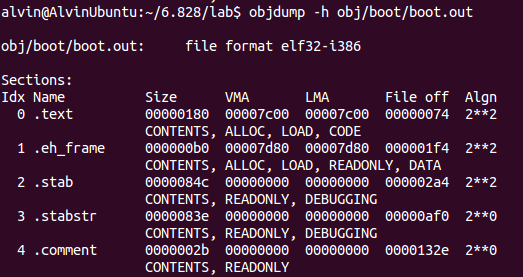 alvin@AlvinUbuntu:~/6.828/lab$ objdump -h obj/boot/boot.out
obj/boot/boot.out:     file format elf32-i386
Sections:
Idx Name          Size      VMA       LMA       File off  Algn
  0 .text         00000180  00007c00  00007c00  00000074  2**2
                  CONTENTS, ALLOC, LOAD, CODE
  1 .eh_frame     000000b0  00007d80  00007d80  000001f4  2**2
                  CONTENTS, ALLOC, LOAD, READONLY, DATA
  2 .stab         0000084c  00000000  00000000  000002a4  2**2
                  CONTENTS, READONLY, DEBUGGING
  3 .stabstr      0000083e  00000000  00000000  00000af0  2**0
                  CONTENTS, READONLY, DEBUGGING
  4 .comment      0000002b  00000000  00000000  0000132e  2**0
                  CONTENTS, READONLY